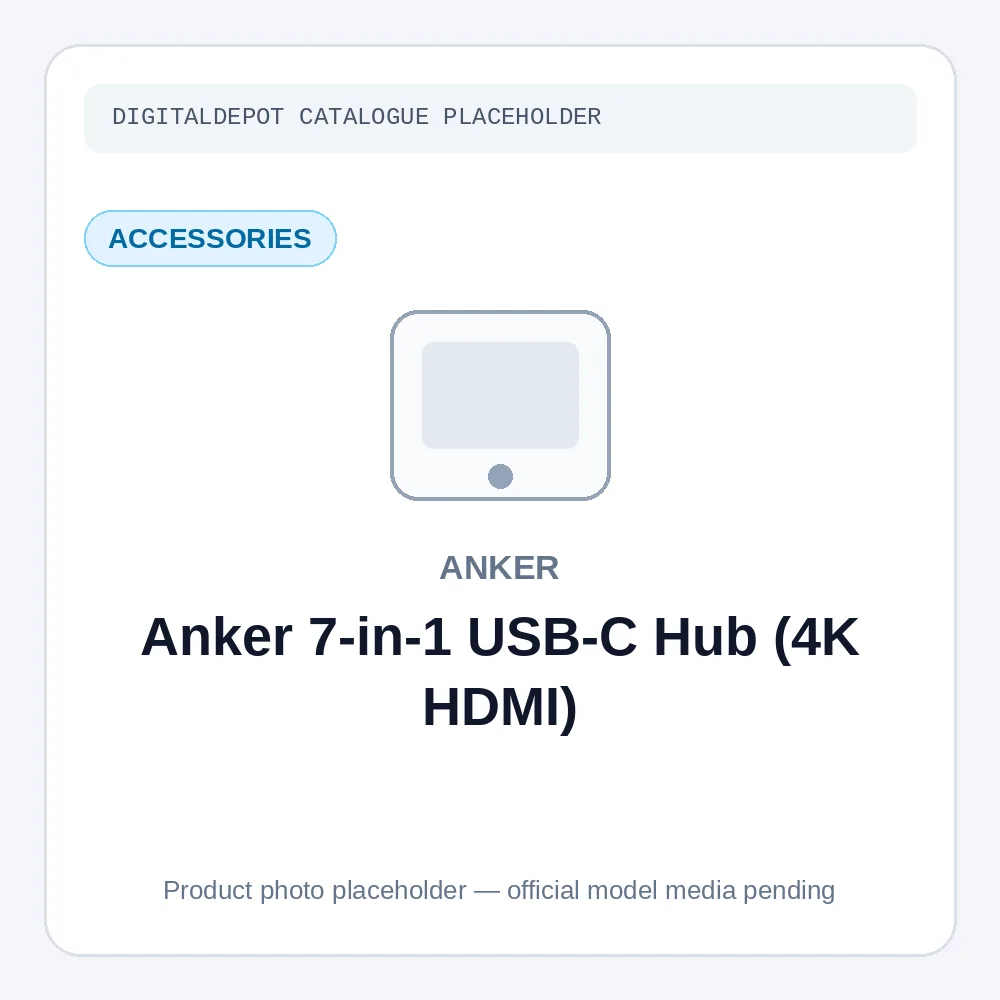 DIGITALDEPOT CATALOGUE PLACEHOLDER
ACCESSORIES
ANKER
Anker 7-in-1 USB-C Hub (4K
HDMI)
Product photo placeholder — official model media pending